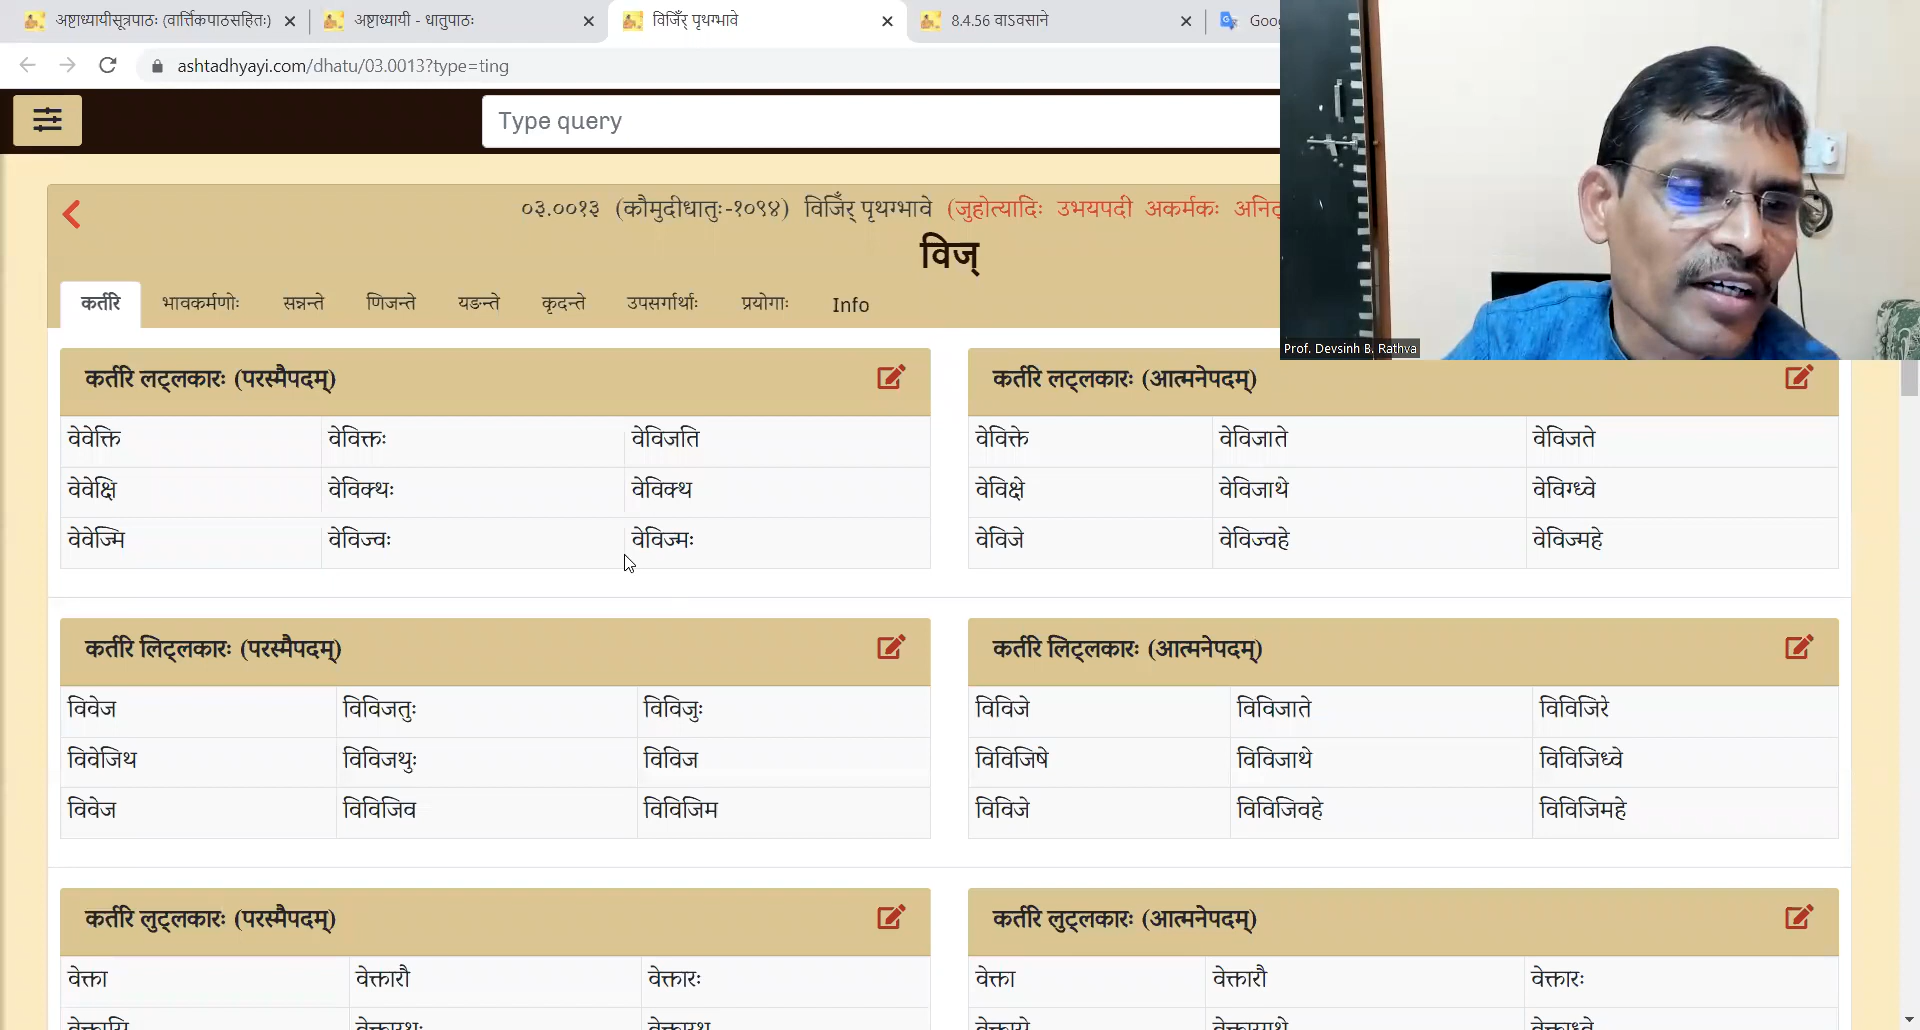 अष्टाध्यायीसूत्रपाठः (वार्त्तिकपाठसहितः)
अष्टाध्यायी - धातुपाठः
विजिँर् पृथग्भावे
8.4.56 वाऽवसाने
ashtadhyayi.com/dhatu/03.0013?type=ting
Type query
०३.००१३ (कौमुदीधातुः-१०९४) विजिँर् पृथग्भावे (जुहोत्यादिः उभयपदी अकर्मकः
विज्
कर्तरि भावकर्मणोः सन्नन्ते णिजन्ते यङन्ते कृदन्ते उपसर्गार्थाः प्रयोगाः Info
Prof. Devsinh B. Rathva
कर्तरि लट्लकारः (परस्मैपदम्) कर्तरि लट्लकारः (आत्मनेपदम्)
वेवेक्ति वेविक्तः वेविजति वेविक्ते वेविजाते वेविजते
वेवेक्षि वेविक्थः वेविक्थ वेविक्षे वेविजाथे वेविग्ध्वे
वेवेज्मि वेविज्वः वेविज्मः वेविजे वेविज्वहे वेविज्महे
कर्तरि लिट्लकारः (परस्मैपदम्) कर्तरि लिट्लकारः (आत्मनेपदम्)
विवेज विविजतुः विविजुः विविजे विविजाते विविजिरे
विवेजिथ विविजथुः विविज विविजिषे विविजाथे विविजिध्वे
विवेज विविजिव विविजिम विविजे विविजिवहे विविजिमहे
कर्तरि लुट्लकारः (परस्मैपदम्) कर्तरि लुट्लकारः (आत्मनेपदम्)
वेक्ता वेक्तारौ वेक्तारः वेक्ता वेक्तारौ वेक्तारः